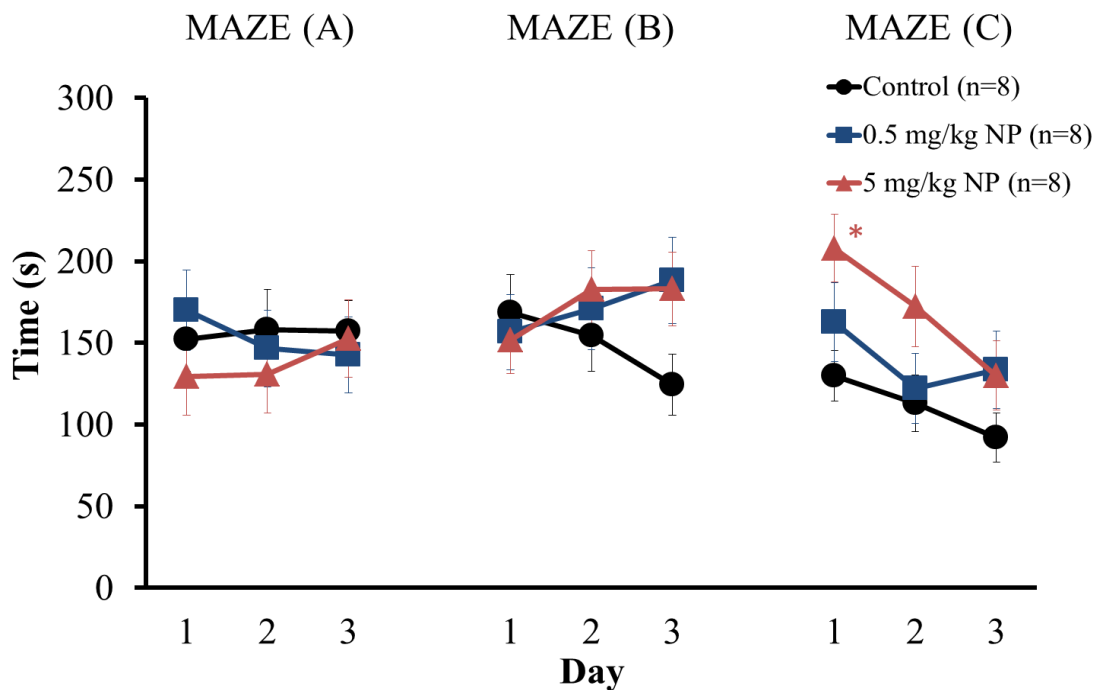 MAZE (A) MAZE (B) MAZE (C)
Control (n=8)
0.5 mg/kg NP (n=8)
5 mg/kg NP (n=8)
300
250
200
150
100
50
0
Time (s)
*
1 2 3 1 2 3 1 2 3
Day